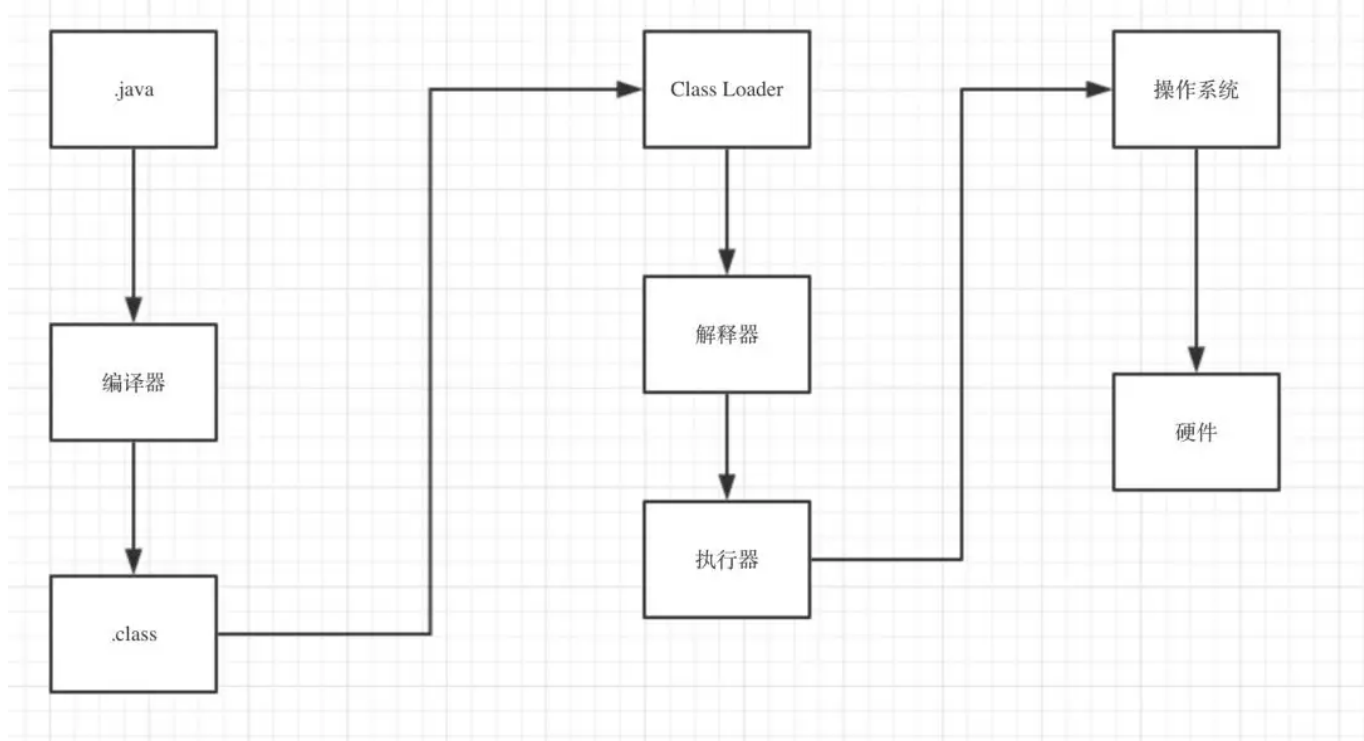 .java
编译器
.class
Class Loader
解释器
执行器
操作系统
硬件